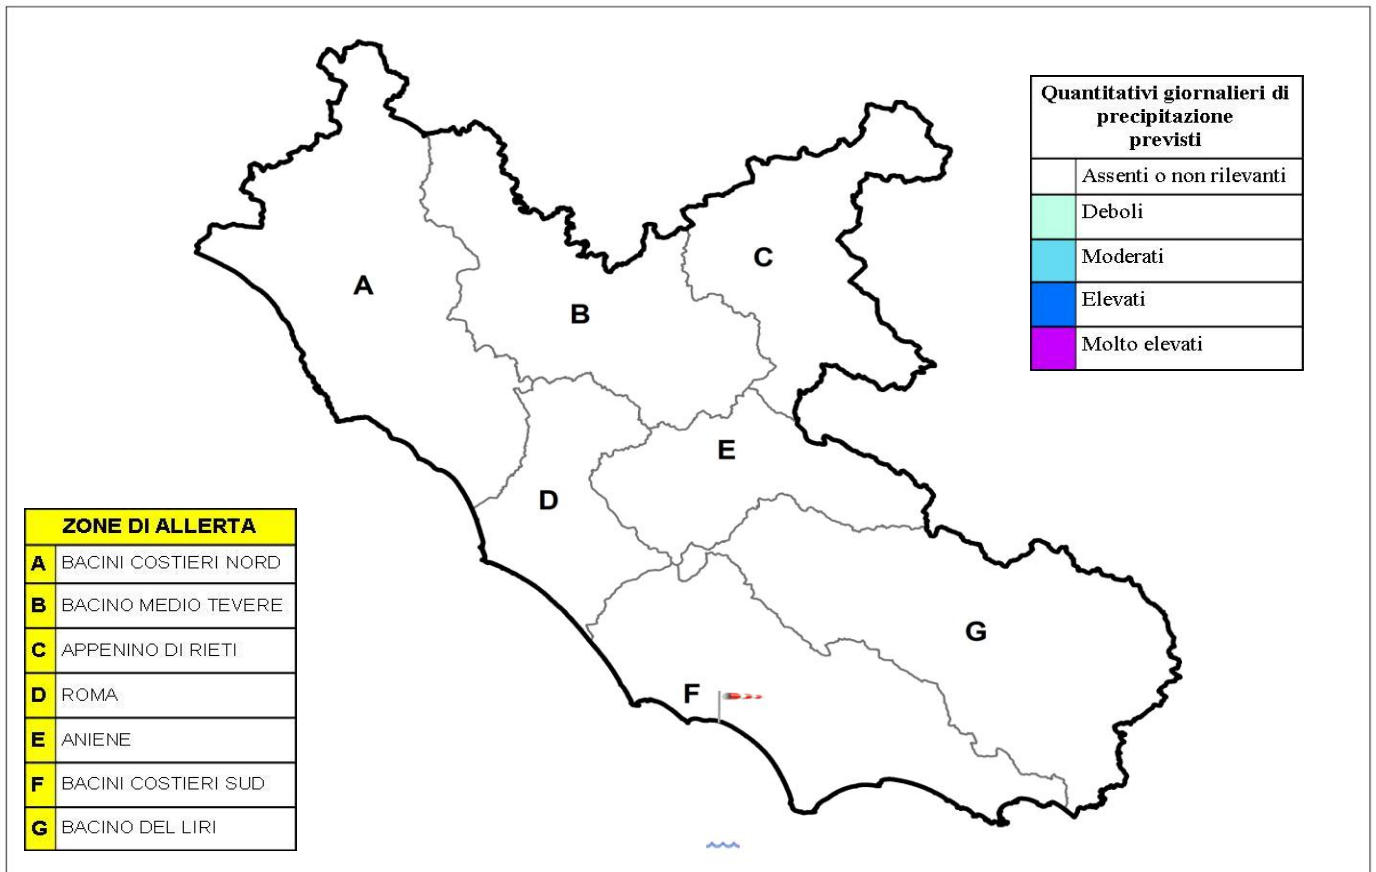 Quantitativi giornalieri di
precipitazione
previsti
Assenti o non rilevanti
Deboli
Moderati
Elevati
Molto elevati
A
B
C
D
E
F
G
ZONE DI ALLERTA
A BACINI COSTIERI NORD
B BACINO MEDIO TEVERE
C APPENINO DI RIETI
D ROMA
E ANIENE
F BACINI COSTIERI SUD
G BACINO DEL LIRI